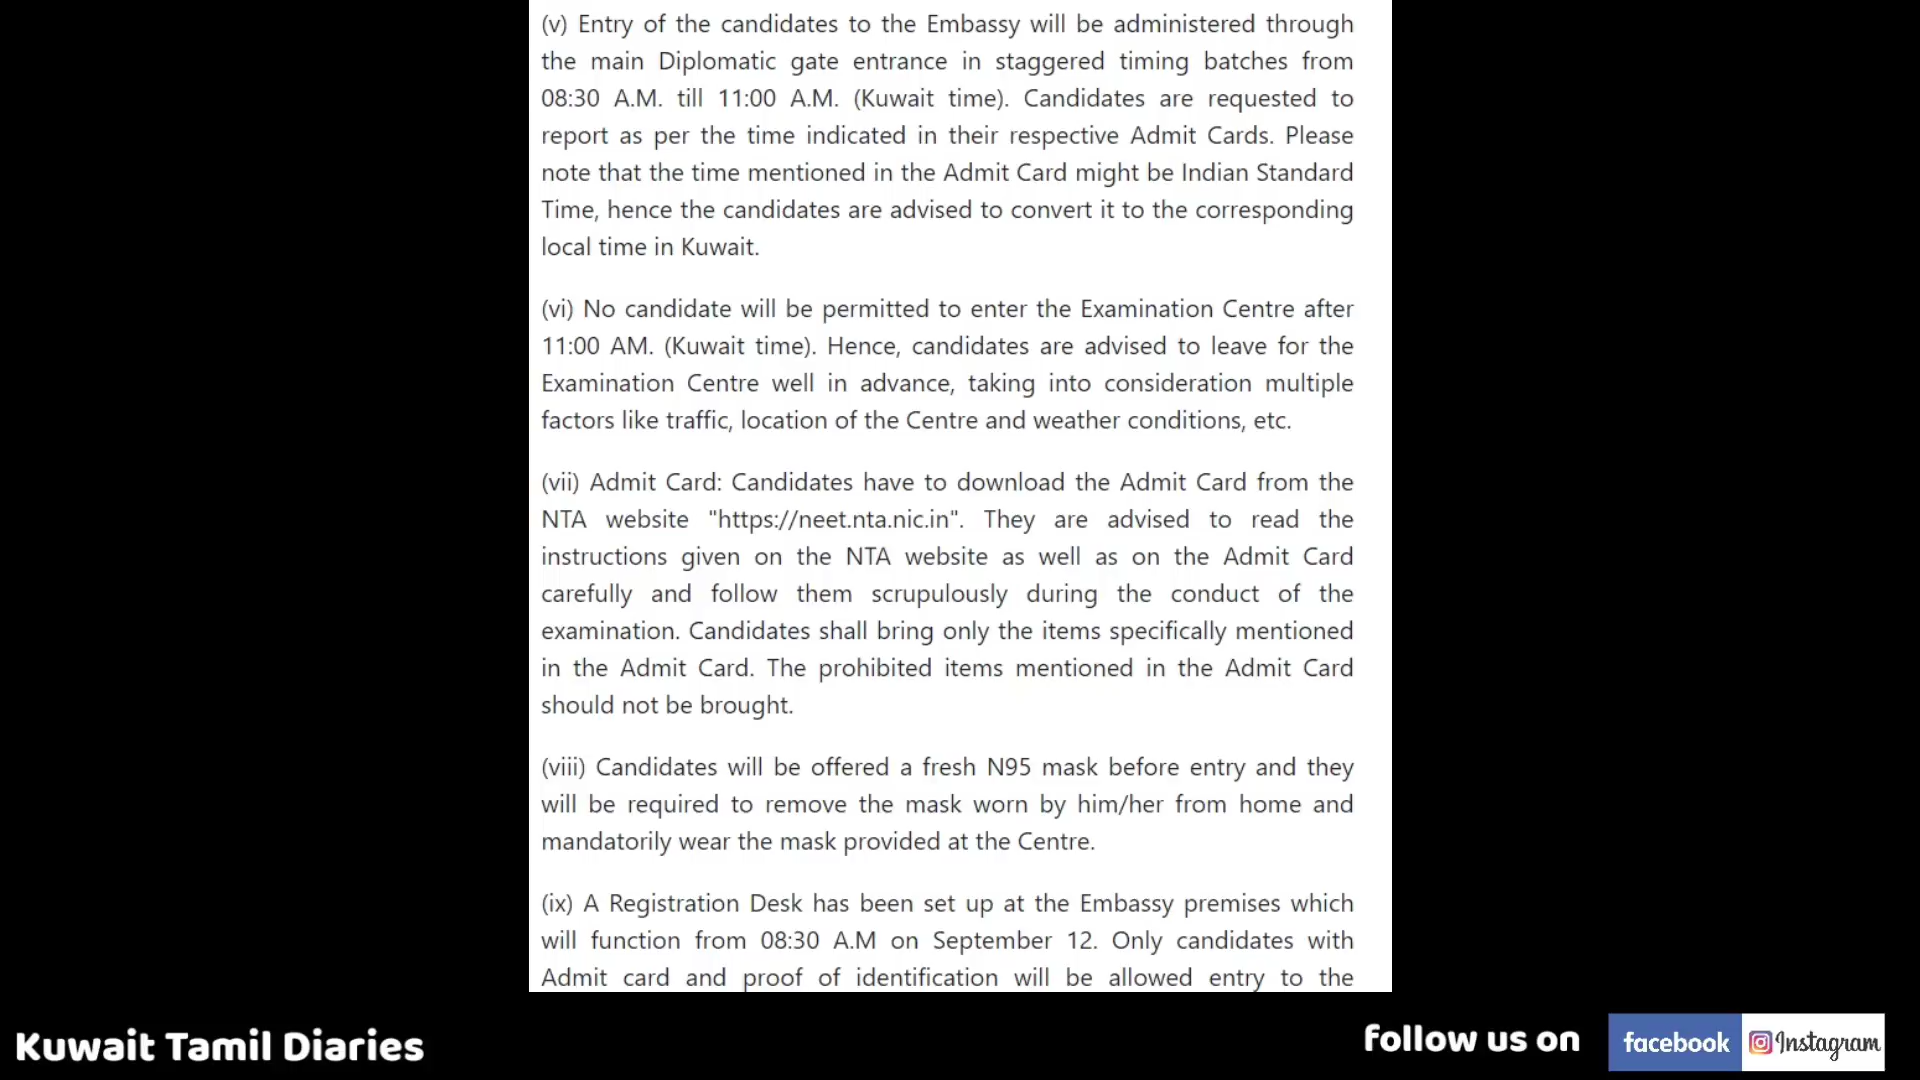 (v) Entry of the candidates to the Embassy will be administered through
the main Diplomatic gate entrance in staggered timing batches from
08:30 A.M. till 11:00 A.M. (Kuwait time). Candidates are requested to
report as per the time indicated in their respective Admit Cards. Please
note that the time mentioned in the Admit Card might be Indian Standard
Time, hence the candidates are advised to convert it to the corresponding
local time in Kuwait.
(vi) No candidate will be permitted to enter the Examination Centre after
11:00 AM. (Kuwait time). Hence, candidates are advised to leave for the
Examination Centre well in advance, taking into consideration multiple
factors like traffic, location of the Centre and weather conditions, etc.
(vii) Admit Card: Candidates have to download the Admit Card from the
NTA website "https://neet.nta.nic.in". They are advised to read the
instructions given on the NTA website as well as on the Admit Card
carefully and follow them scrupulously during the conduct of the
examination. Candidates shall bring only the items specifically mentioned
in the Admit Card. The prohibited items mentioned in the Admit Card
should not be brought.
(viii) Candidates will be offered a fresh N95 mask before entry and they
will be required to remove the mask worn by him/her from home and
mandatorily wear the mask provided at the Centre.
(ix) A Registration Desk has been set up at the Embassy premises which
will function from 08:30 A.M on September 12. Only candidates with
Admit card and proof of identification will be allowed entry to the
Kuwait Tamil Diaries
follow us on
facebook
Instagram